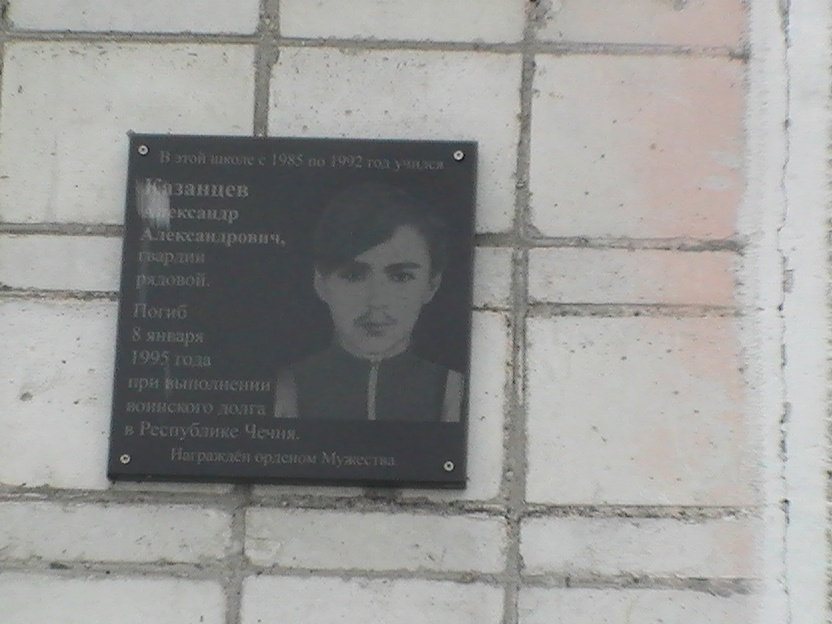 В этой школе с 1985 по 1992 год учился
Казанцев
Александр
Александрович,
гвардии
рядовой.
Погиб
8 января
1995 года
при выполнении
воинского долга
в Республике Чечня.
Награждён орденом Мужества